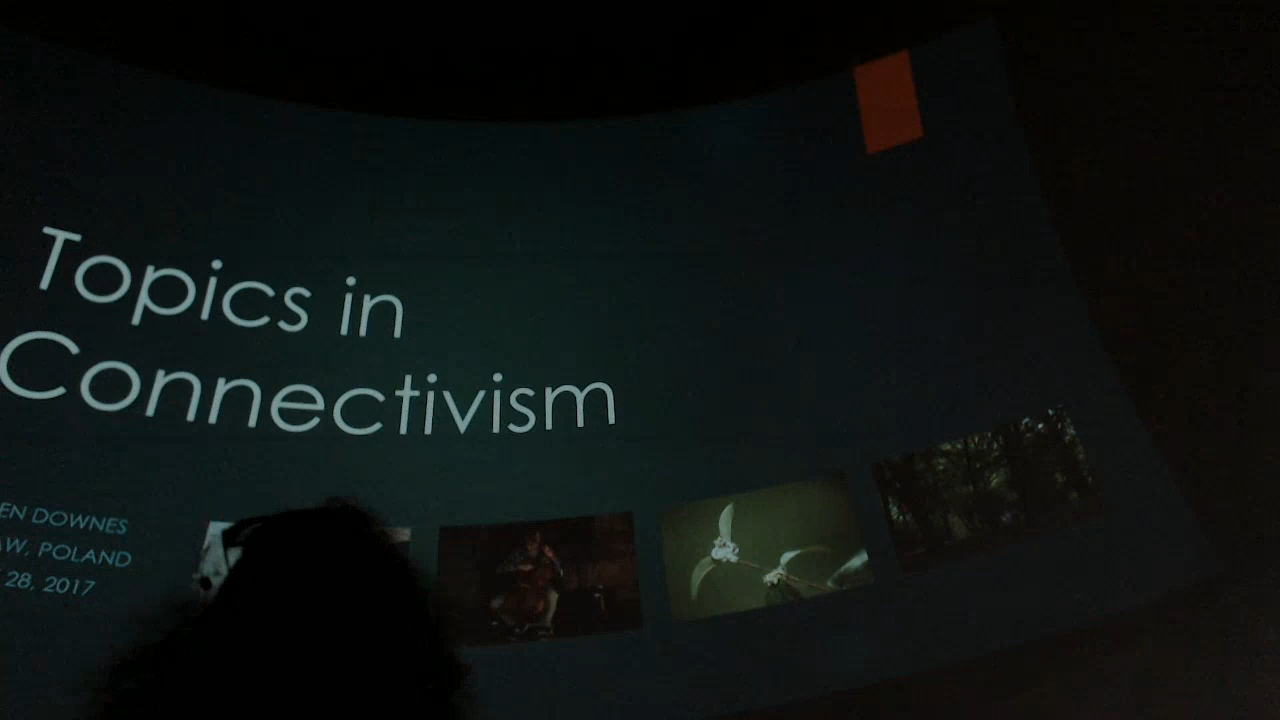 Topics in
Connectivism
EN DOWNES
AW, POLAND
28, 2017